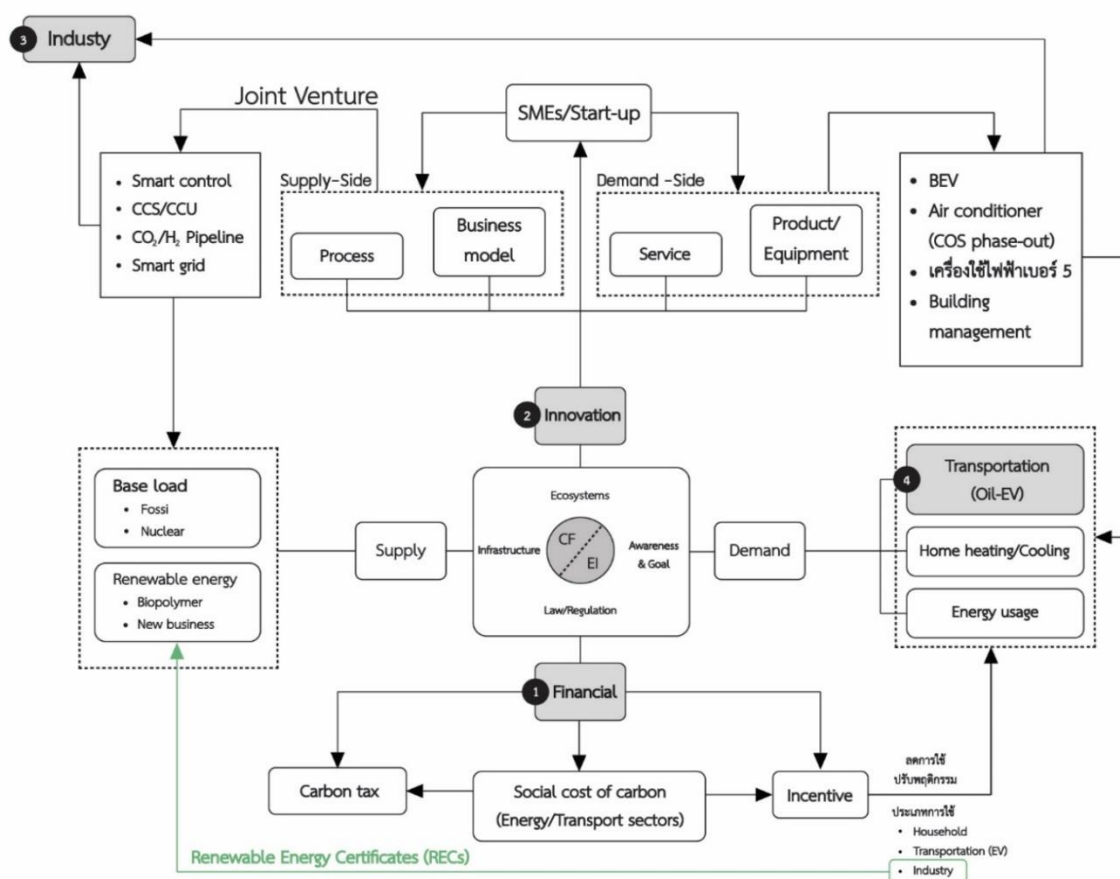 3 Industy
Joint Venture
SMEs/Start-up
• Smart control
• CCS/CCU
• CO₂/H₂ Pipeline
• Smart grid
Supply-Side
Process
Business
model
Demand -Side
Service
Product/
Equipment
• BEV
• Air conditioner
(COS phase-out)
• เครื่องใช้ไฟฟ้าเบอร์ 5
• Building
management
2 Innovation
Base load
• Fossi
• Nuclear
Renewable energy
• Biopolymer
• New business
Supply
Ecosystems
Infrastructure
CF
EI
Awareness
& Goal
Law/Regulation
Demand
4 Transportation
(Oil-EV)
Home heating/Cooling
Energy usage
1 Financial
Carbon tax
Social cost of carbon
(Energy/Transport sectors)
Incentive
ลดการใช้
ปรับพฤติกรรม
ประเภทการใช้
• Household
• Transportation (EV)
• Industry
Renewable Energy Certificates (RECs)